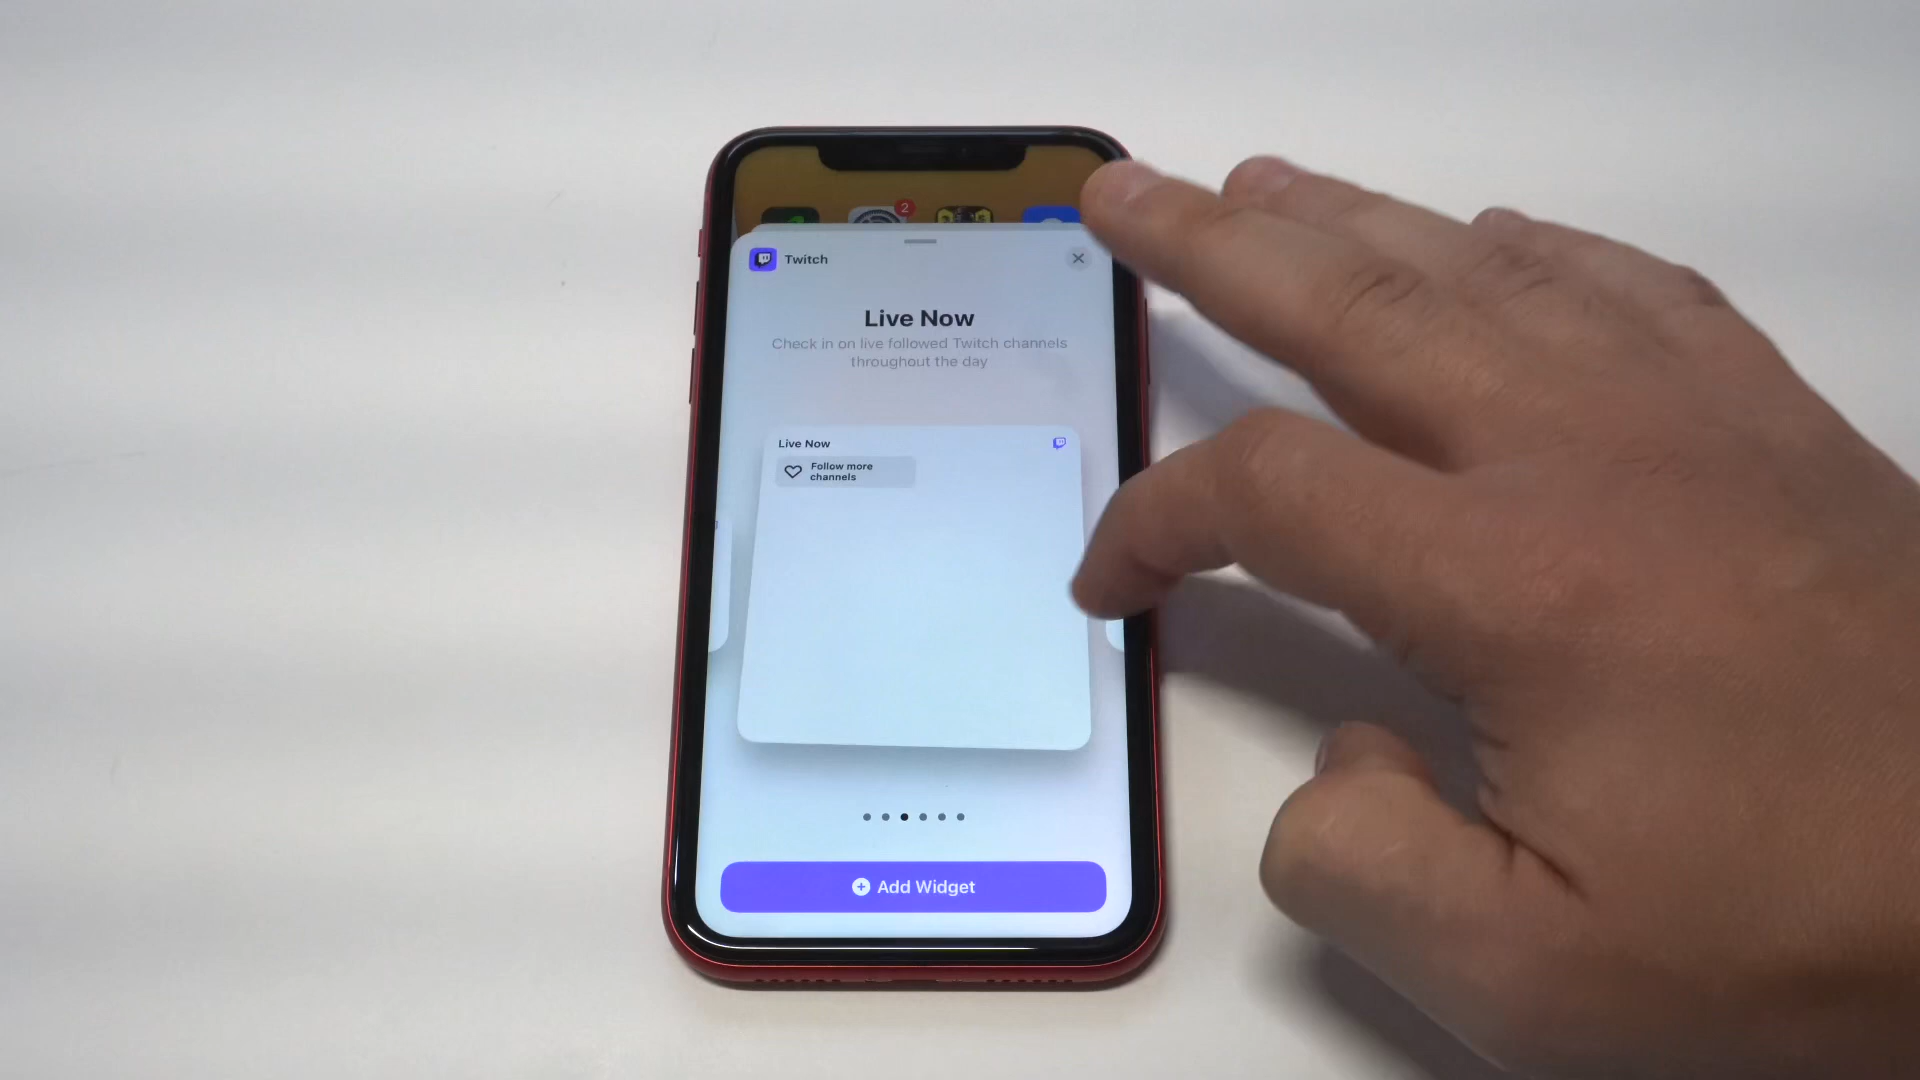 2
Twitch
Live Now
Check in on live followed Twitch channels
throughout the day
Live Now
Follow more
channels
Add Widget